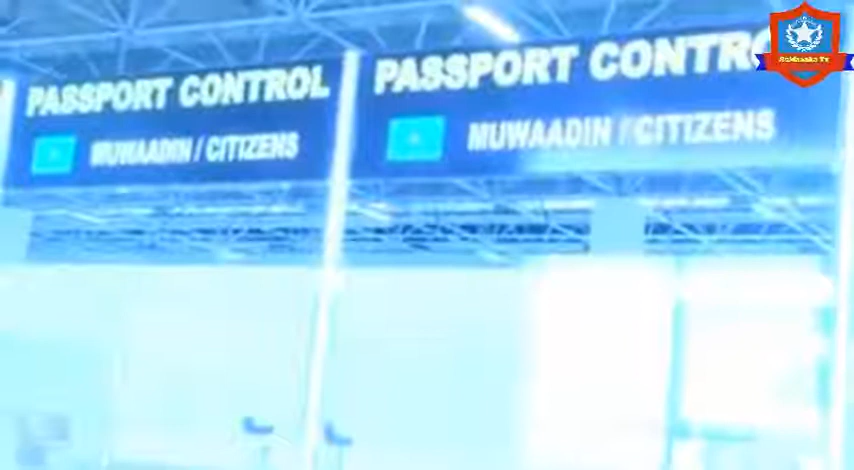 PASSPORT CONTROL
MUWAADIN / CITIZENS
PASSPORT CONTRO
MUWAADIN / CITIZENS